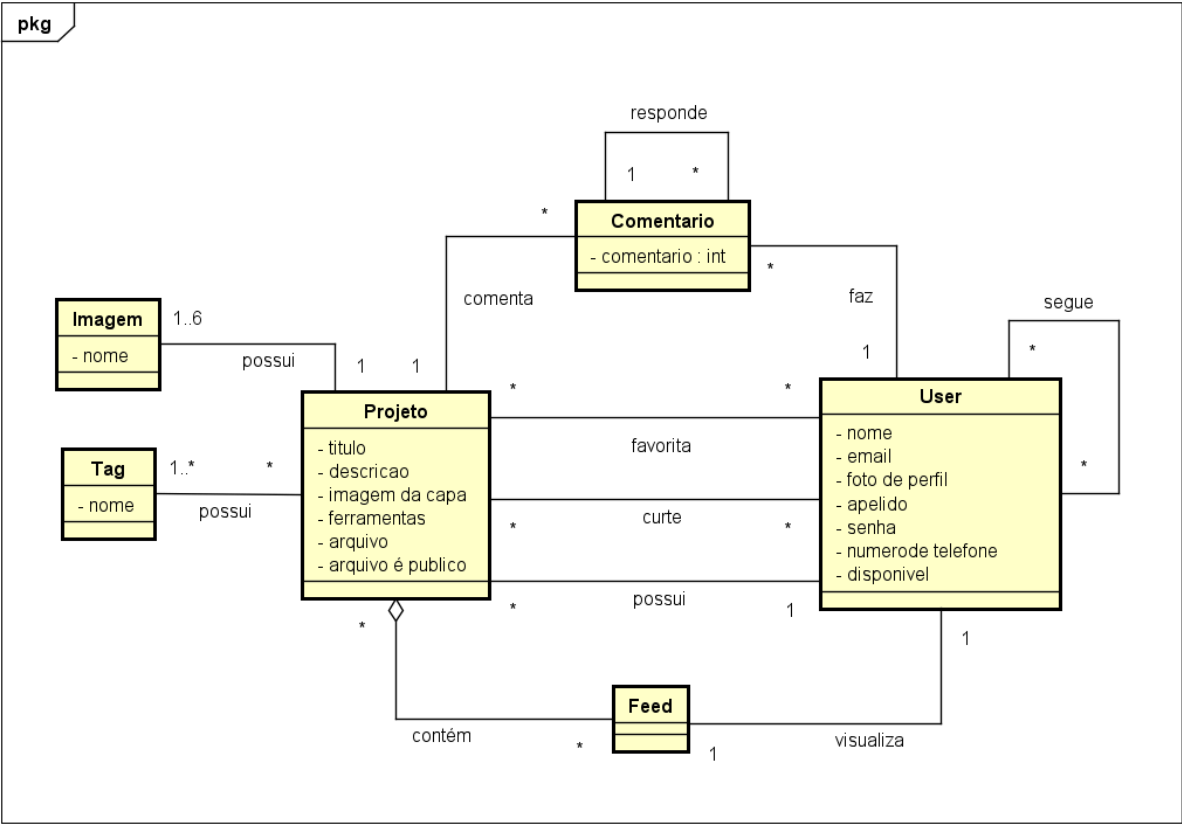 pkg
responde
1
*
*
Comentario
- comentario : int
*
comenta
faz
segue
Imagem
- nome
1..6
possui
1
1
1
*
*
*
*
Projeto
- titulo
- descricao
- imagem da capa
- ferramentas
- arquivo
- arquivo é publico
favorita
User
- nome
- email
- foto de perfil
- apelido
- senha
- numerode telefone
- disponivel
Tag
- nome
1..*
*
possui
curte
*
*
possui
*
1
*
1
Feed
contém
*
1
visualiza